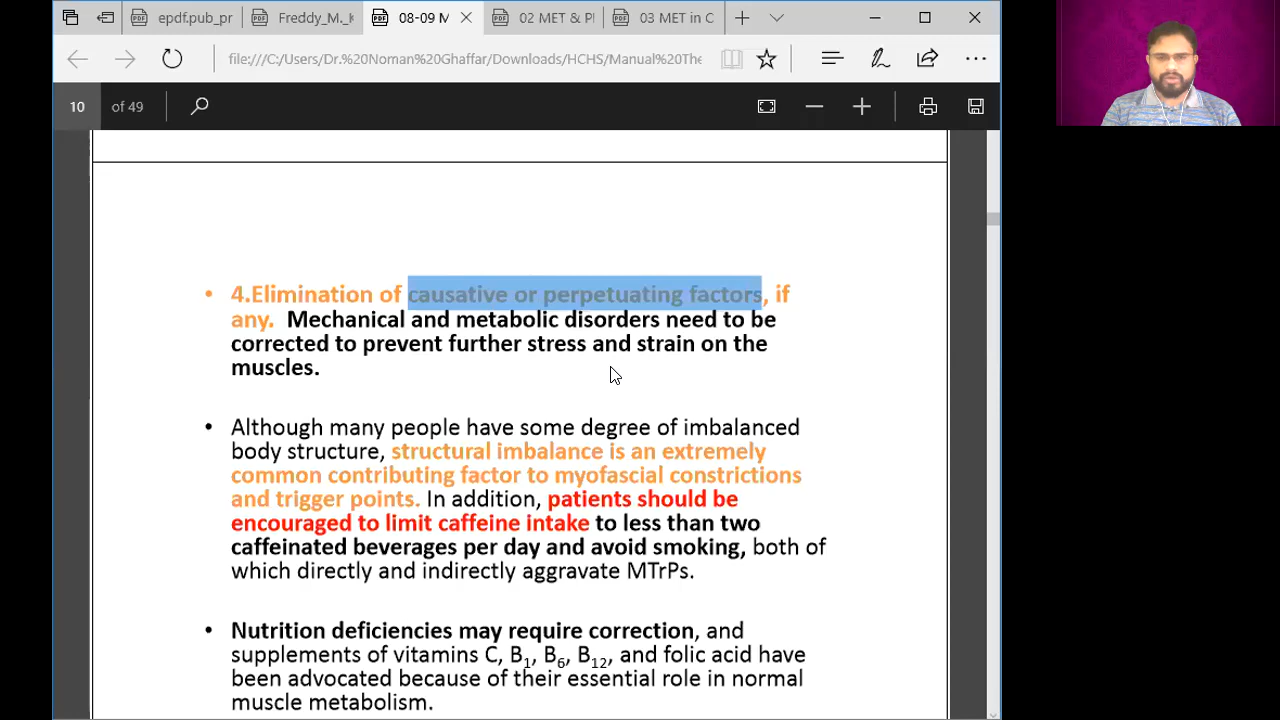 epdf.pub_pr
Freddy_M._K
08-09 M
02 MET & P
03 MET in C
file:///C:/Users/Dr.%20Noman%20Ghaffar/Downloads/HCHS/Manual%20The
10 of 49
• 4.Elimination of causative or perpetuating factors, if
any. Mechanical and metabolic disorders need to be
corrected to prevent further stress and strain on the
muscles.
• Although many people have some degree of imbalanced
body structure, structural imbalance is an extremely
common contributing factor to myofascial constrictions
and trigger points. In addition, patients should be
encouraged to limit caffeine intake to less than two
caffeinated beverages per day and avoid smoking, both of
which directly and indirectly aggravate MTrPs.
• Nutrition deficiencies may require correction, and
supplements of vitamins C, B1, B6, B12, and folic acid have
been advocated because of their essential role in normal
muscle metabolism.